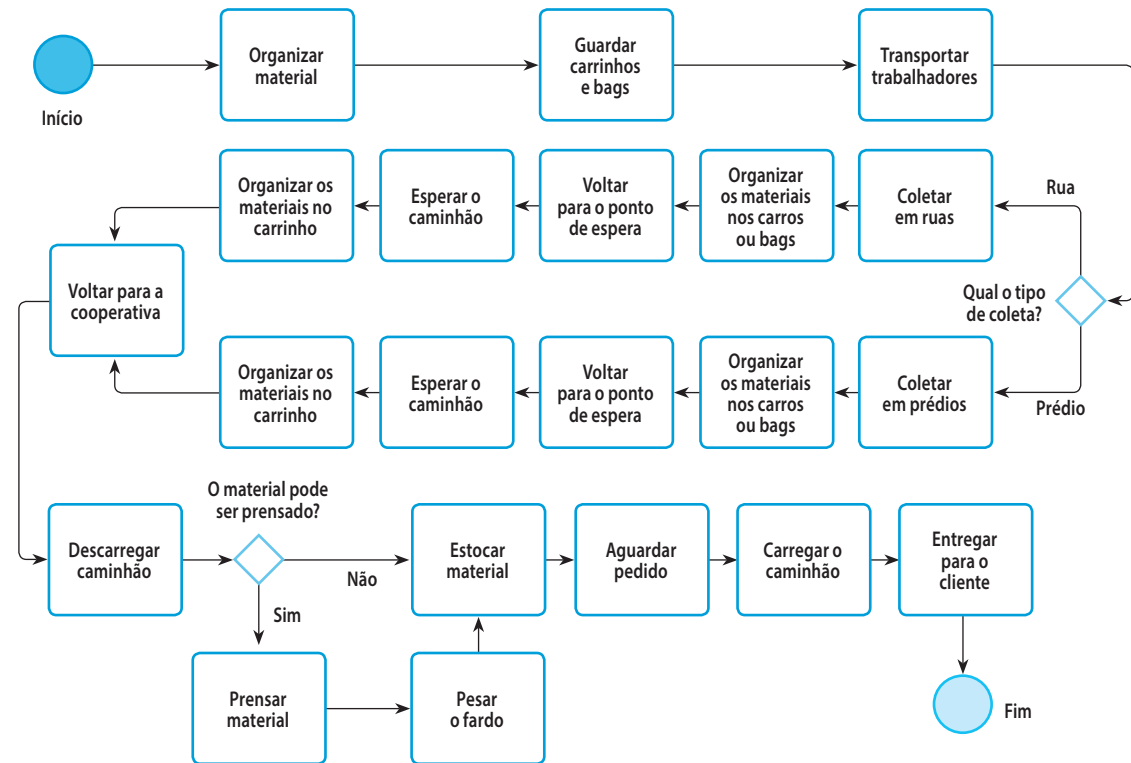 Início
Organizar
material
Guardar
carrinhos
e bags
Transportar
trabalhadores
Organizar os
materiais no
carrinho
Esperar o
caminhão
Voltar
para o ponto
de espera
Organizar
os materiais
nos carros
ou bags
Coletar
em ruas
Rua
Voltar para a
cooperativa
Qual o tipo
de coleta?
Organizar os
materiais no
carrinho
Esperar o
caminhão
Voltar
para o ponto
de espera
Organizar
os materiais
nos carros
ou bags
Coletar
em prédios
Prédio
O material pode
ser prensado?
Descarregar
caminhão
Não
Sim
Estocar
material
Aguardar
pedido
Carregar o
caminhão
Entregar
para o
cliente
Prensar
material
Pesar
o fardo
Fim